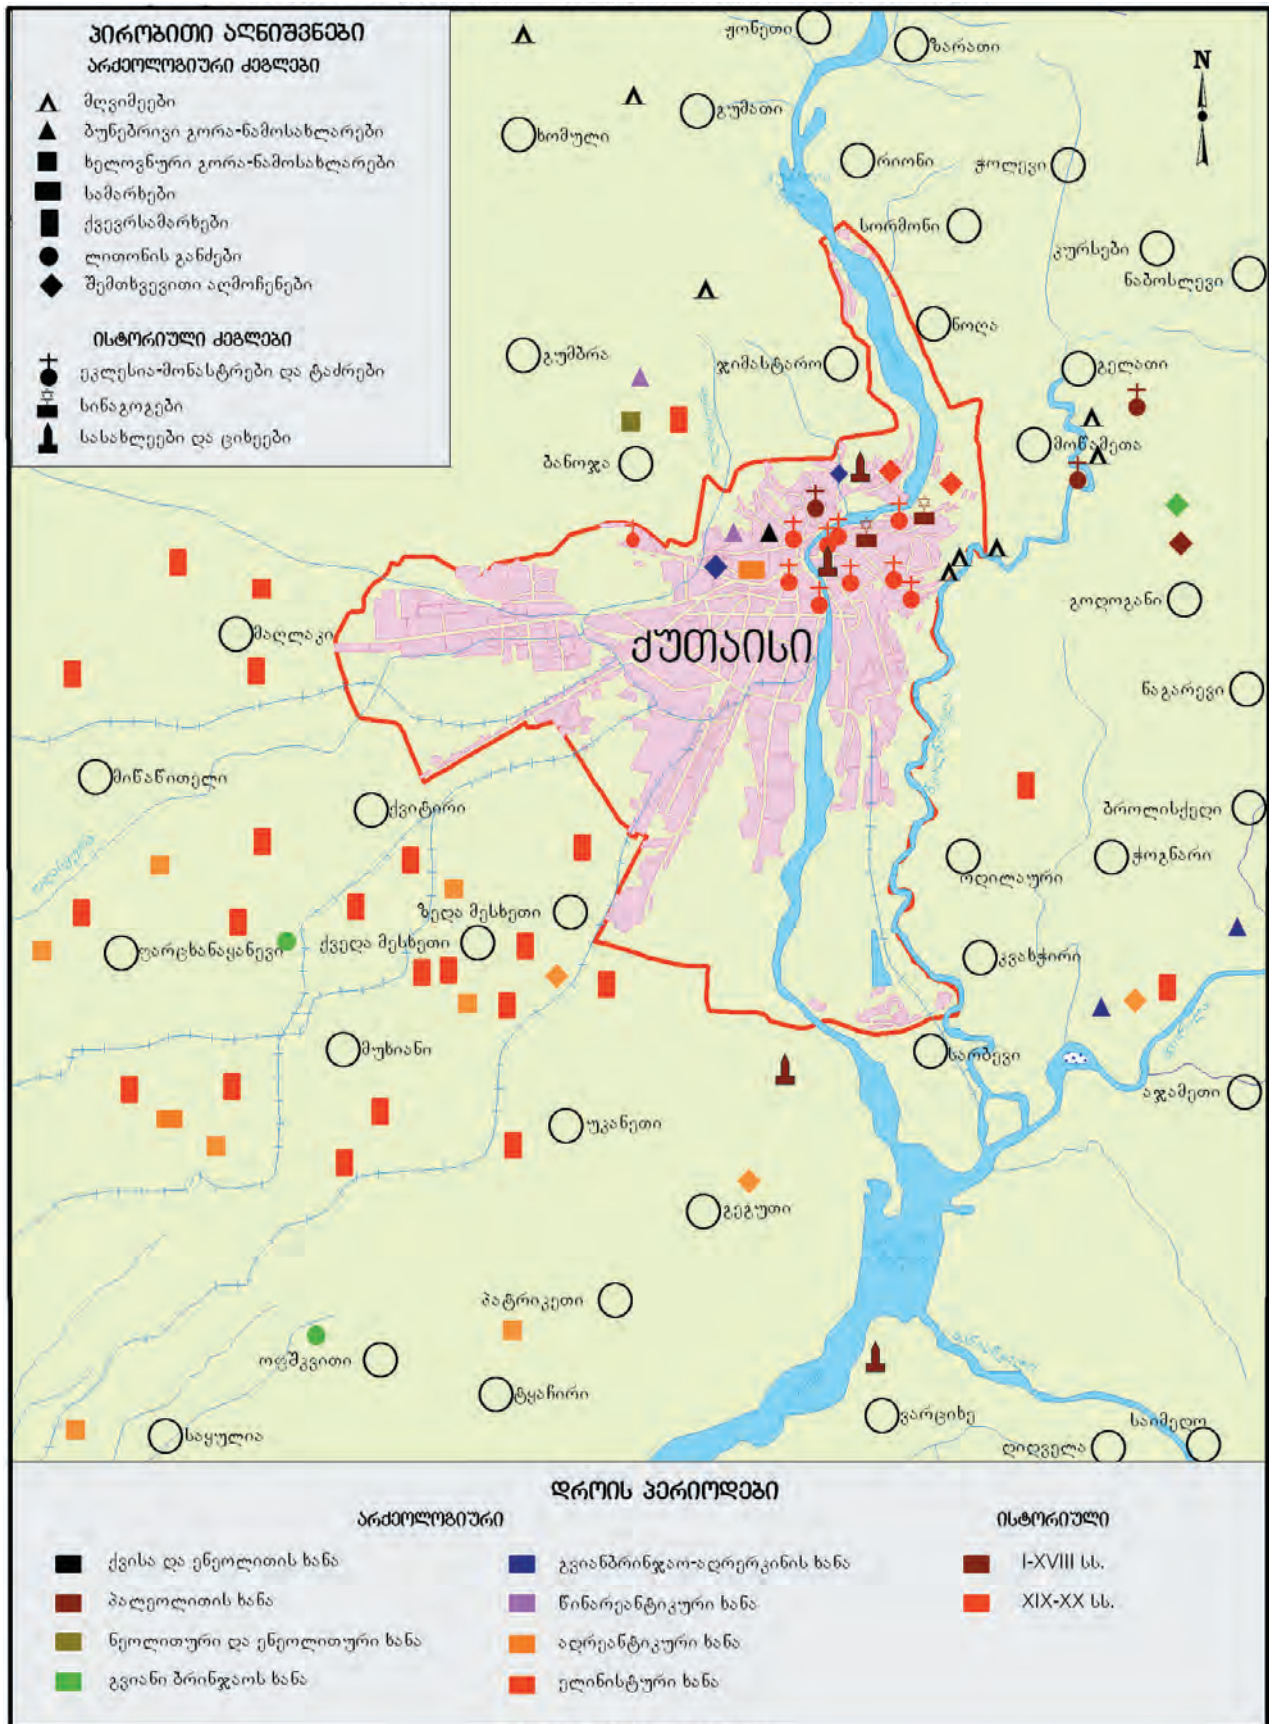 პირობითი აღნიშვნები
არქეოლოგიური ძეგლები
მღვიმეები
ბუნებრივი გორა-ნამოსახლარები
ხელოვნური გორა-ნამოსახლარები
სამარხები
ქვევრსამარხები
ლითონის განძები
შემთხვევითი აღმოჩენები
ისტორიული ძეგლები
ეკლესია-მონასტრები და ტაძრები
სინაგოგები
სასახლეები და ციხეები
N
ჟონეთი
ზარათი
გუმათი
ხომული
რიონი
ჭოლევი
სორმონი
კურსები
ნაბოსლევი
ნოღა
გუმბრა
ჯიმასტარო
გელათი
მოწამეთა
ბანოჯა
გოდოგანი
მაღლაკი
ქუთაისი
ნაგარევი
მიწაწითელი
ქვიტირი
ბროლისქედი
ოდილაური
ჭოგნარი
ზედა მესხეთი
ქვედა მესხეთი
ფარცხანაყანევი
კვახჭირი
მუხიანი
საღბევი
აჯამეთი
უკანეთი
გეგუთი
პატრიკეთი
ოფშკვითი
ტყაჩირი
ვარციხე
საიმედო
საყულია
დიდველა
დროის პერიოდები
არქეოლოგიური
ისტორიული
ქვისა და ენეოლითის ხანა
გვიანბრინჯაო-ადრერკინის ხანა
I-XVIII სს.
პალეოლითის ხანა
წინარეანტიკური ხანა
XIX-XX სს.
ნეოლითური და ენეოლითური ხანა
ადრეანტიკური ხანა
გვიანი ბრინჯაოს ხანა
ელინისტური ხანა